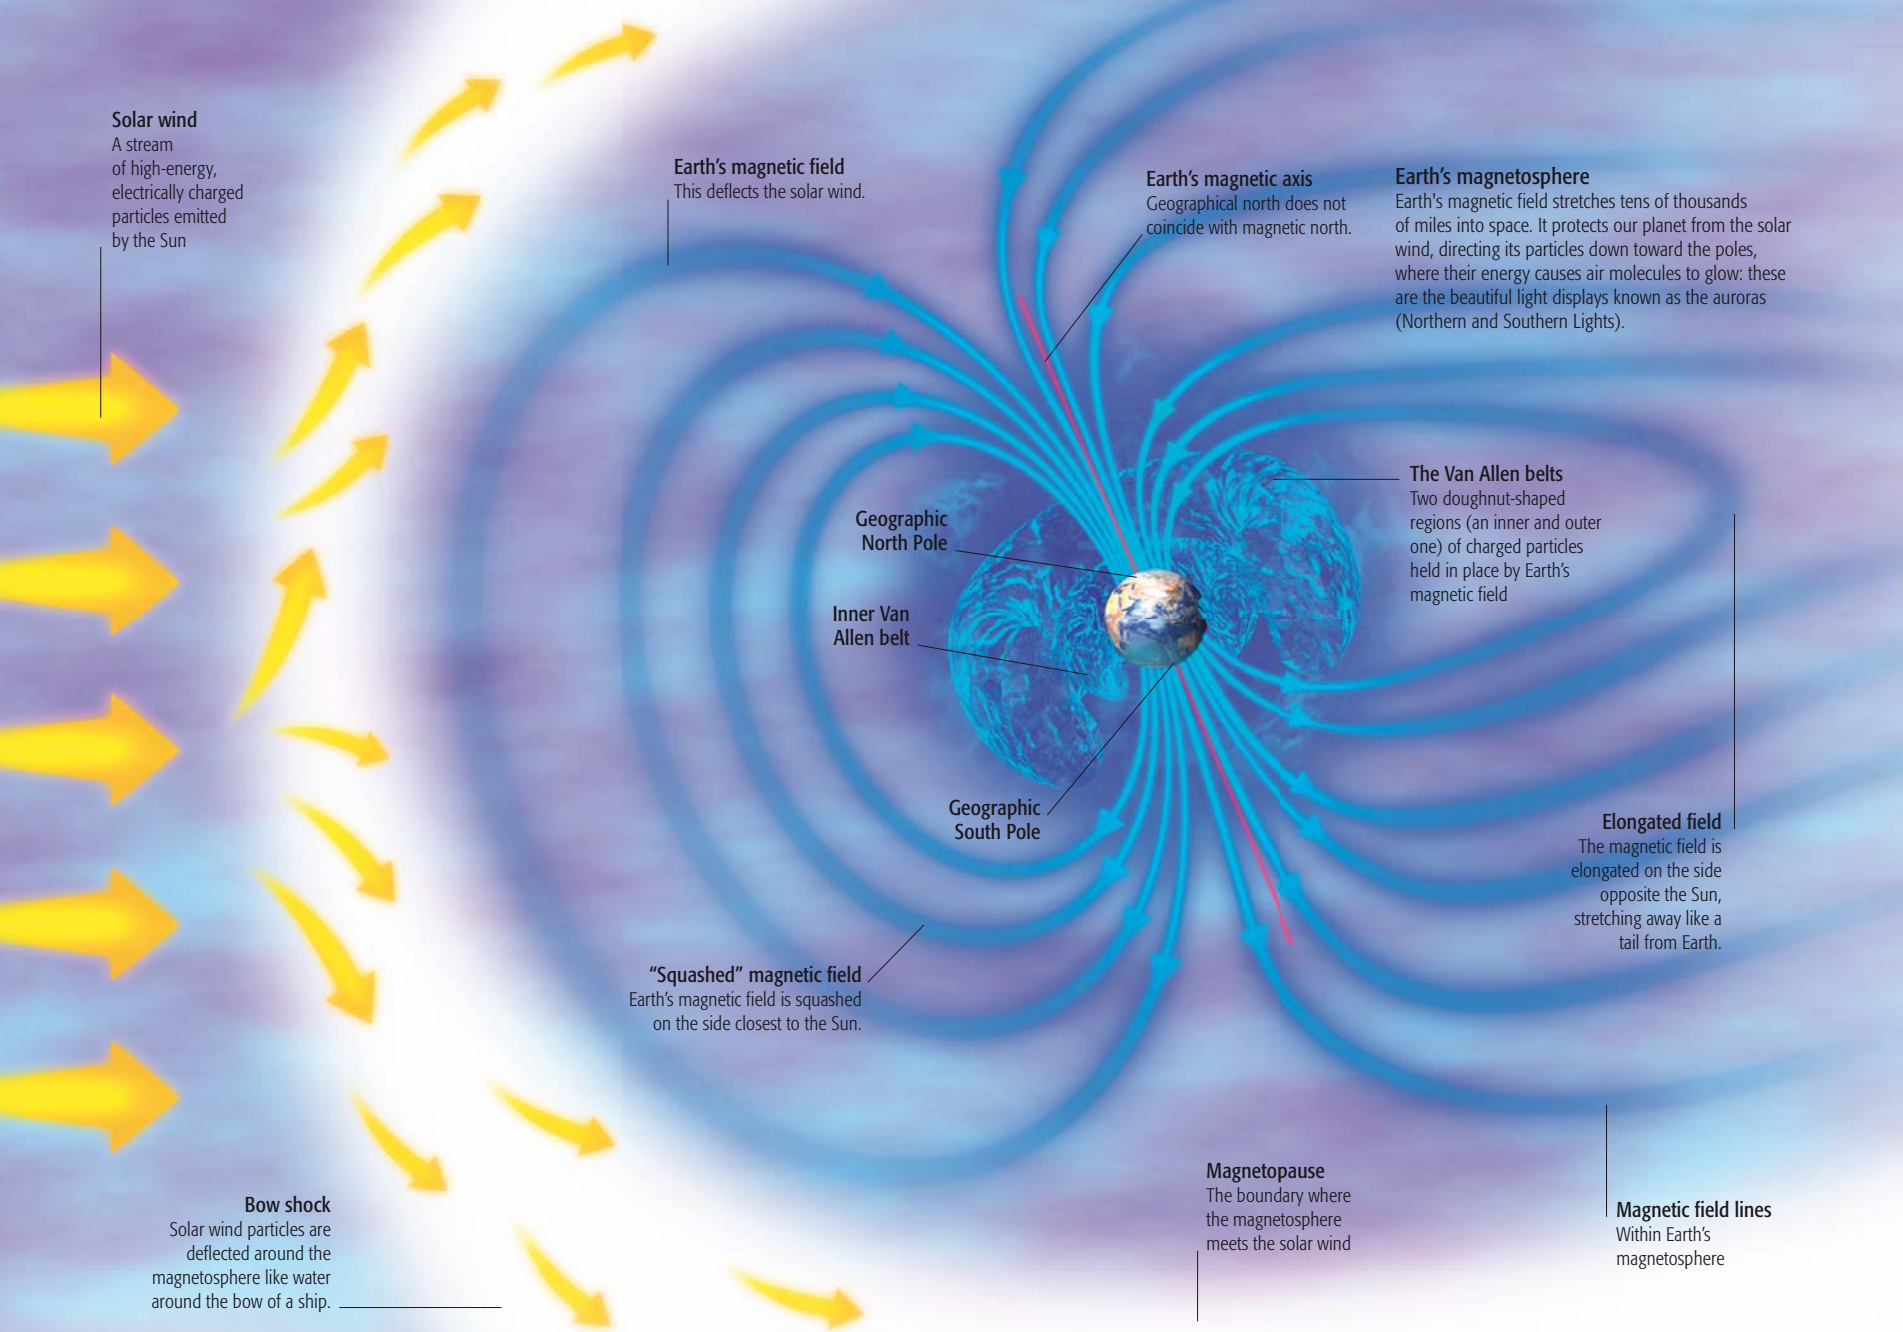 Solar wind
A stream
of high-energy,
electrically charged
particles emitted
by the Sun
Earth's magnetic field
This deflects the solar wind.
Earth's magnetic axis
Geographical north does not
coincide with magnetic north.
Earth's magnetosphere
Earth's magnetic field stretches tens of thousands
of miles into space. It protects our planet from the solar
wind, directing its particles down toward the poles,
where their energy causes air molecules to glow: these
are the beautiful light displays known as the auroras
(Northern and Southern Lights).
The Van Allen belts
Two doughnut-shaped
regions (an inner and outer
one) of charged particles
held in place by Earth's
magnetic field
Geographic
North Pole
Inner Van
Allen belt
Geographic
South Pole
Elongated field
The magnetic field is
elongated on the side
opposite the Sun,
stretching away like a
tail from Earth.
“Squashed” magnetic field
Earth's magnetic field is squashed
on the side closest to the Sun.
Bow shock
Solar wind particles are
deflected around the
magnetosphere like water
around the bow of a ship.
Magnetopause
The boundary where
the magnetosphere
meets the solar wind
Magnetic field lines
Within Earth's
magnetosphere